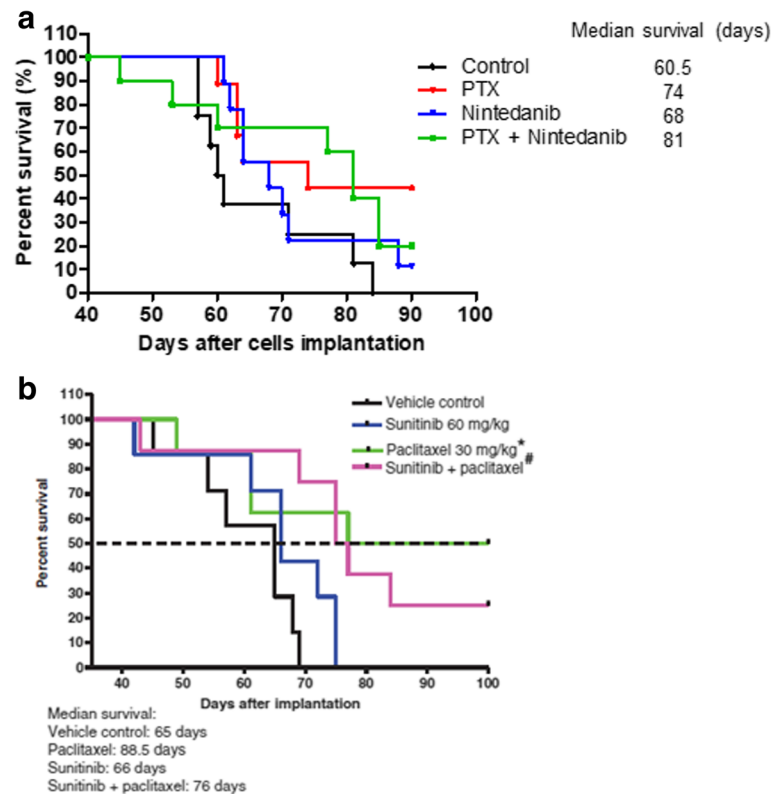 a
Median survival (days)
Control 60.5
PTX 74
Nintedanib 68
PTX + Nintedanib 81
Percent survival (%)
110
100
90
80
70
60
50
40
30
20
10
0
40 50 60 70 80 90 100
Days after cells implantation
b
Vehicle control
Sunitinib 60 mg/kg
Paclitaxel 30 mg/kg*
Sunitinib + paclitaxel#
Percent survival
110
100
90
80
70
60
50
40
30
20
10
0
40 50 60 70 80 90 100
Days after implantation
Median survival:
Vehicle control: 65 days
Paclitaxel: 88.5 days
Sunitinib: 66 days
Sunitinib + paclitaxel: 76 days